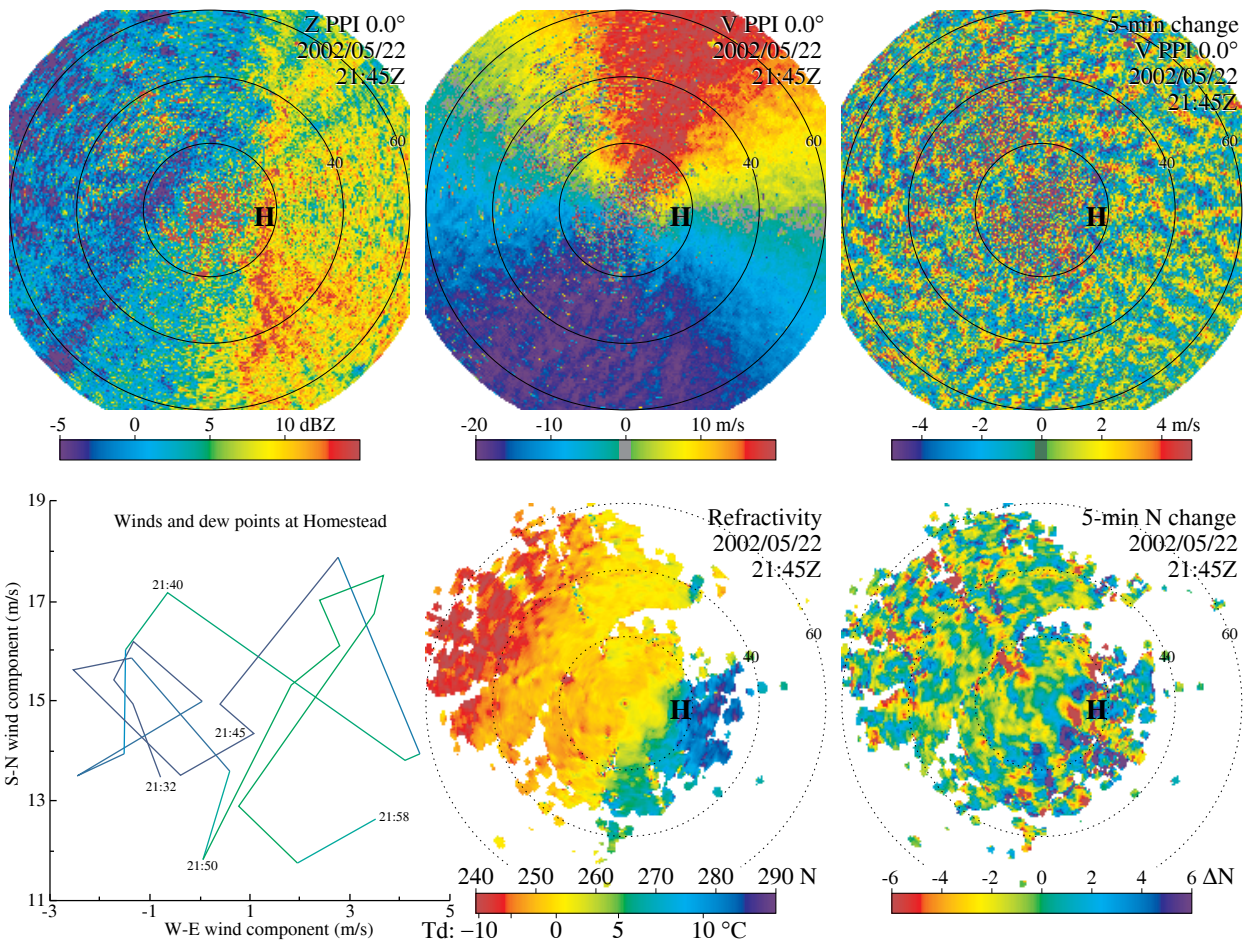 Z PPI 0.0°
2002/05/22
21:45Z
60
40
H
-5 0 5 10 dBZ
V PPI 0.0°
2002/05/22
21:45Z
60
40
H
-20 -10 0 10 m/s
5-min change
V PPI 0.0°
2002/05/22
21:45Z
60
40
H
-4 -2 0 2 4 m/s
Winds and dew points at Homestead
S-N wind component (m/s)
19
17
15
13
11
21:40
21:45
21:32
21:58
21:50
-3 -1 1 3 5
W-E wind component (m/s)
Refractivity
2002/05/22
21:45Z
60
40
H
240 250 260 270 280 290 N
Td: −10 0 5 10 °C
5-min N change
2002/05/22
21:45Z
60
40
H
-6 -4 -2 0 2 4 6 ΔN